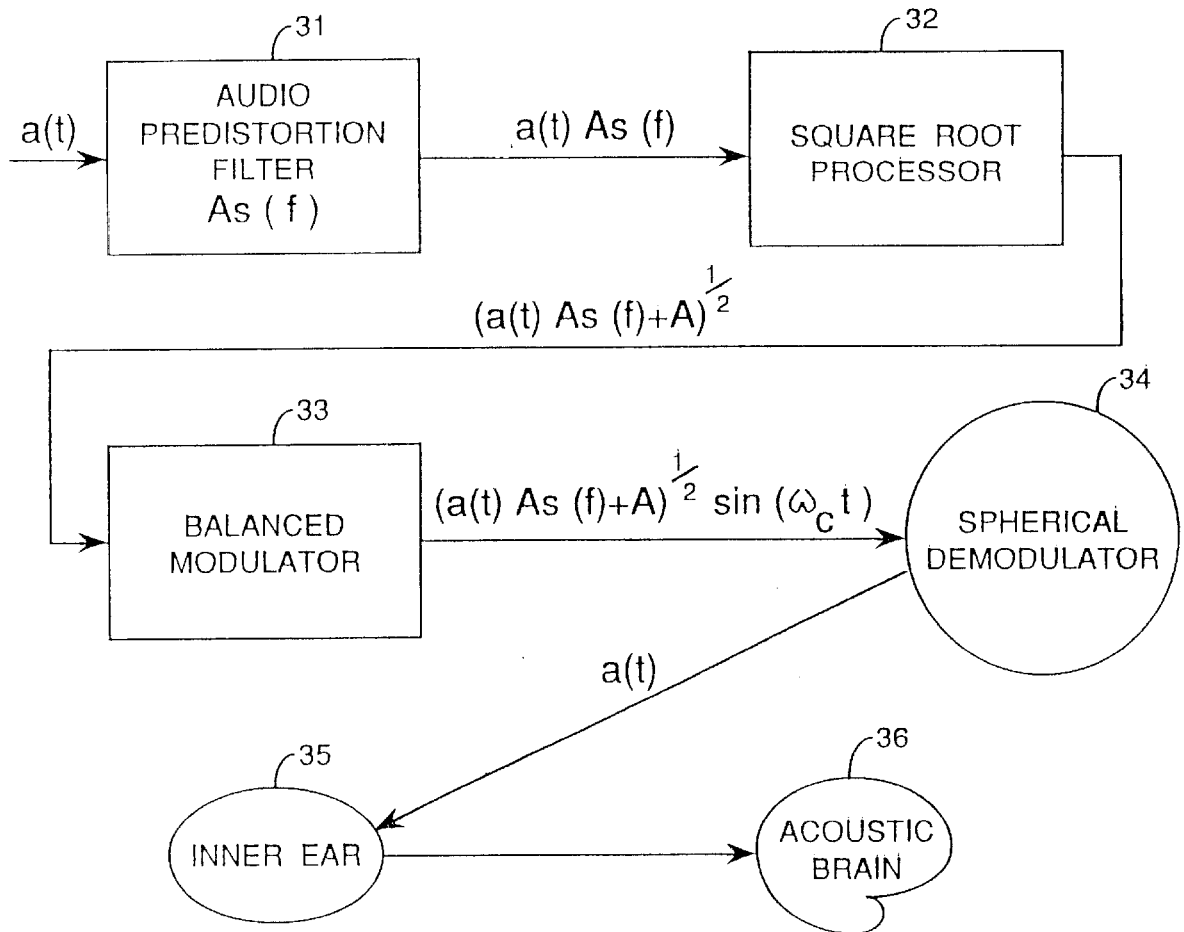 31
AUDIO
PREDISTORTION
FILTER
As ( f )
a(t)
a(t) As (f)
32
SQUARE ROOT
PROCESSOR
(a(t) As (f)+A)^{1/2}
33
BALANCED
MODULATOR
(a(t) As (f)+A)^{1/2} sin (ω_c t)
34
SPHERICAL
DEMODULATOR
a(t)
35
INNER EAR
36
ACOUSTIC
BRAIN